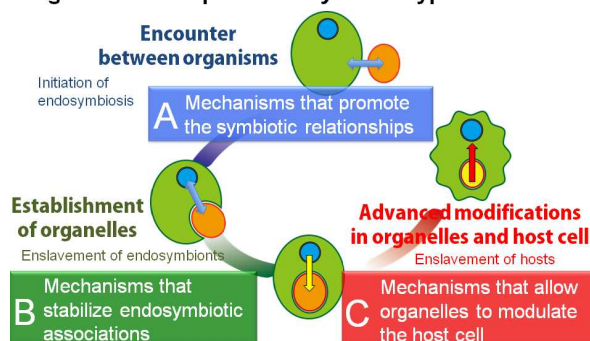 Encounter
between organisms
Initiation of
endosymbiosis
A Mechanisms that promote
the symbiotic relationships
Establishment
of organelles
Enslavement of endosymbionts
B Mechanisms that
stabilize endosymbiotic
associations
Advanced modifications
in organelles and host cell
Enslavement of hosts
C Mechanisms that allow
organelles to modulate
the host cell